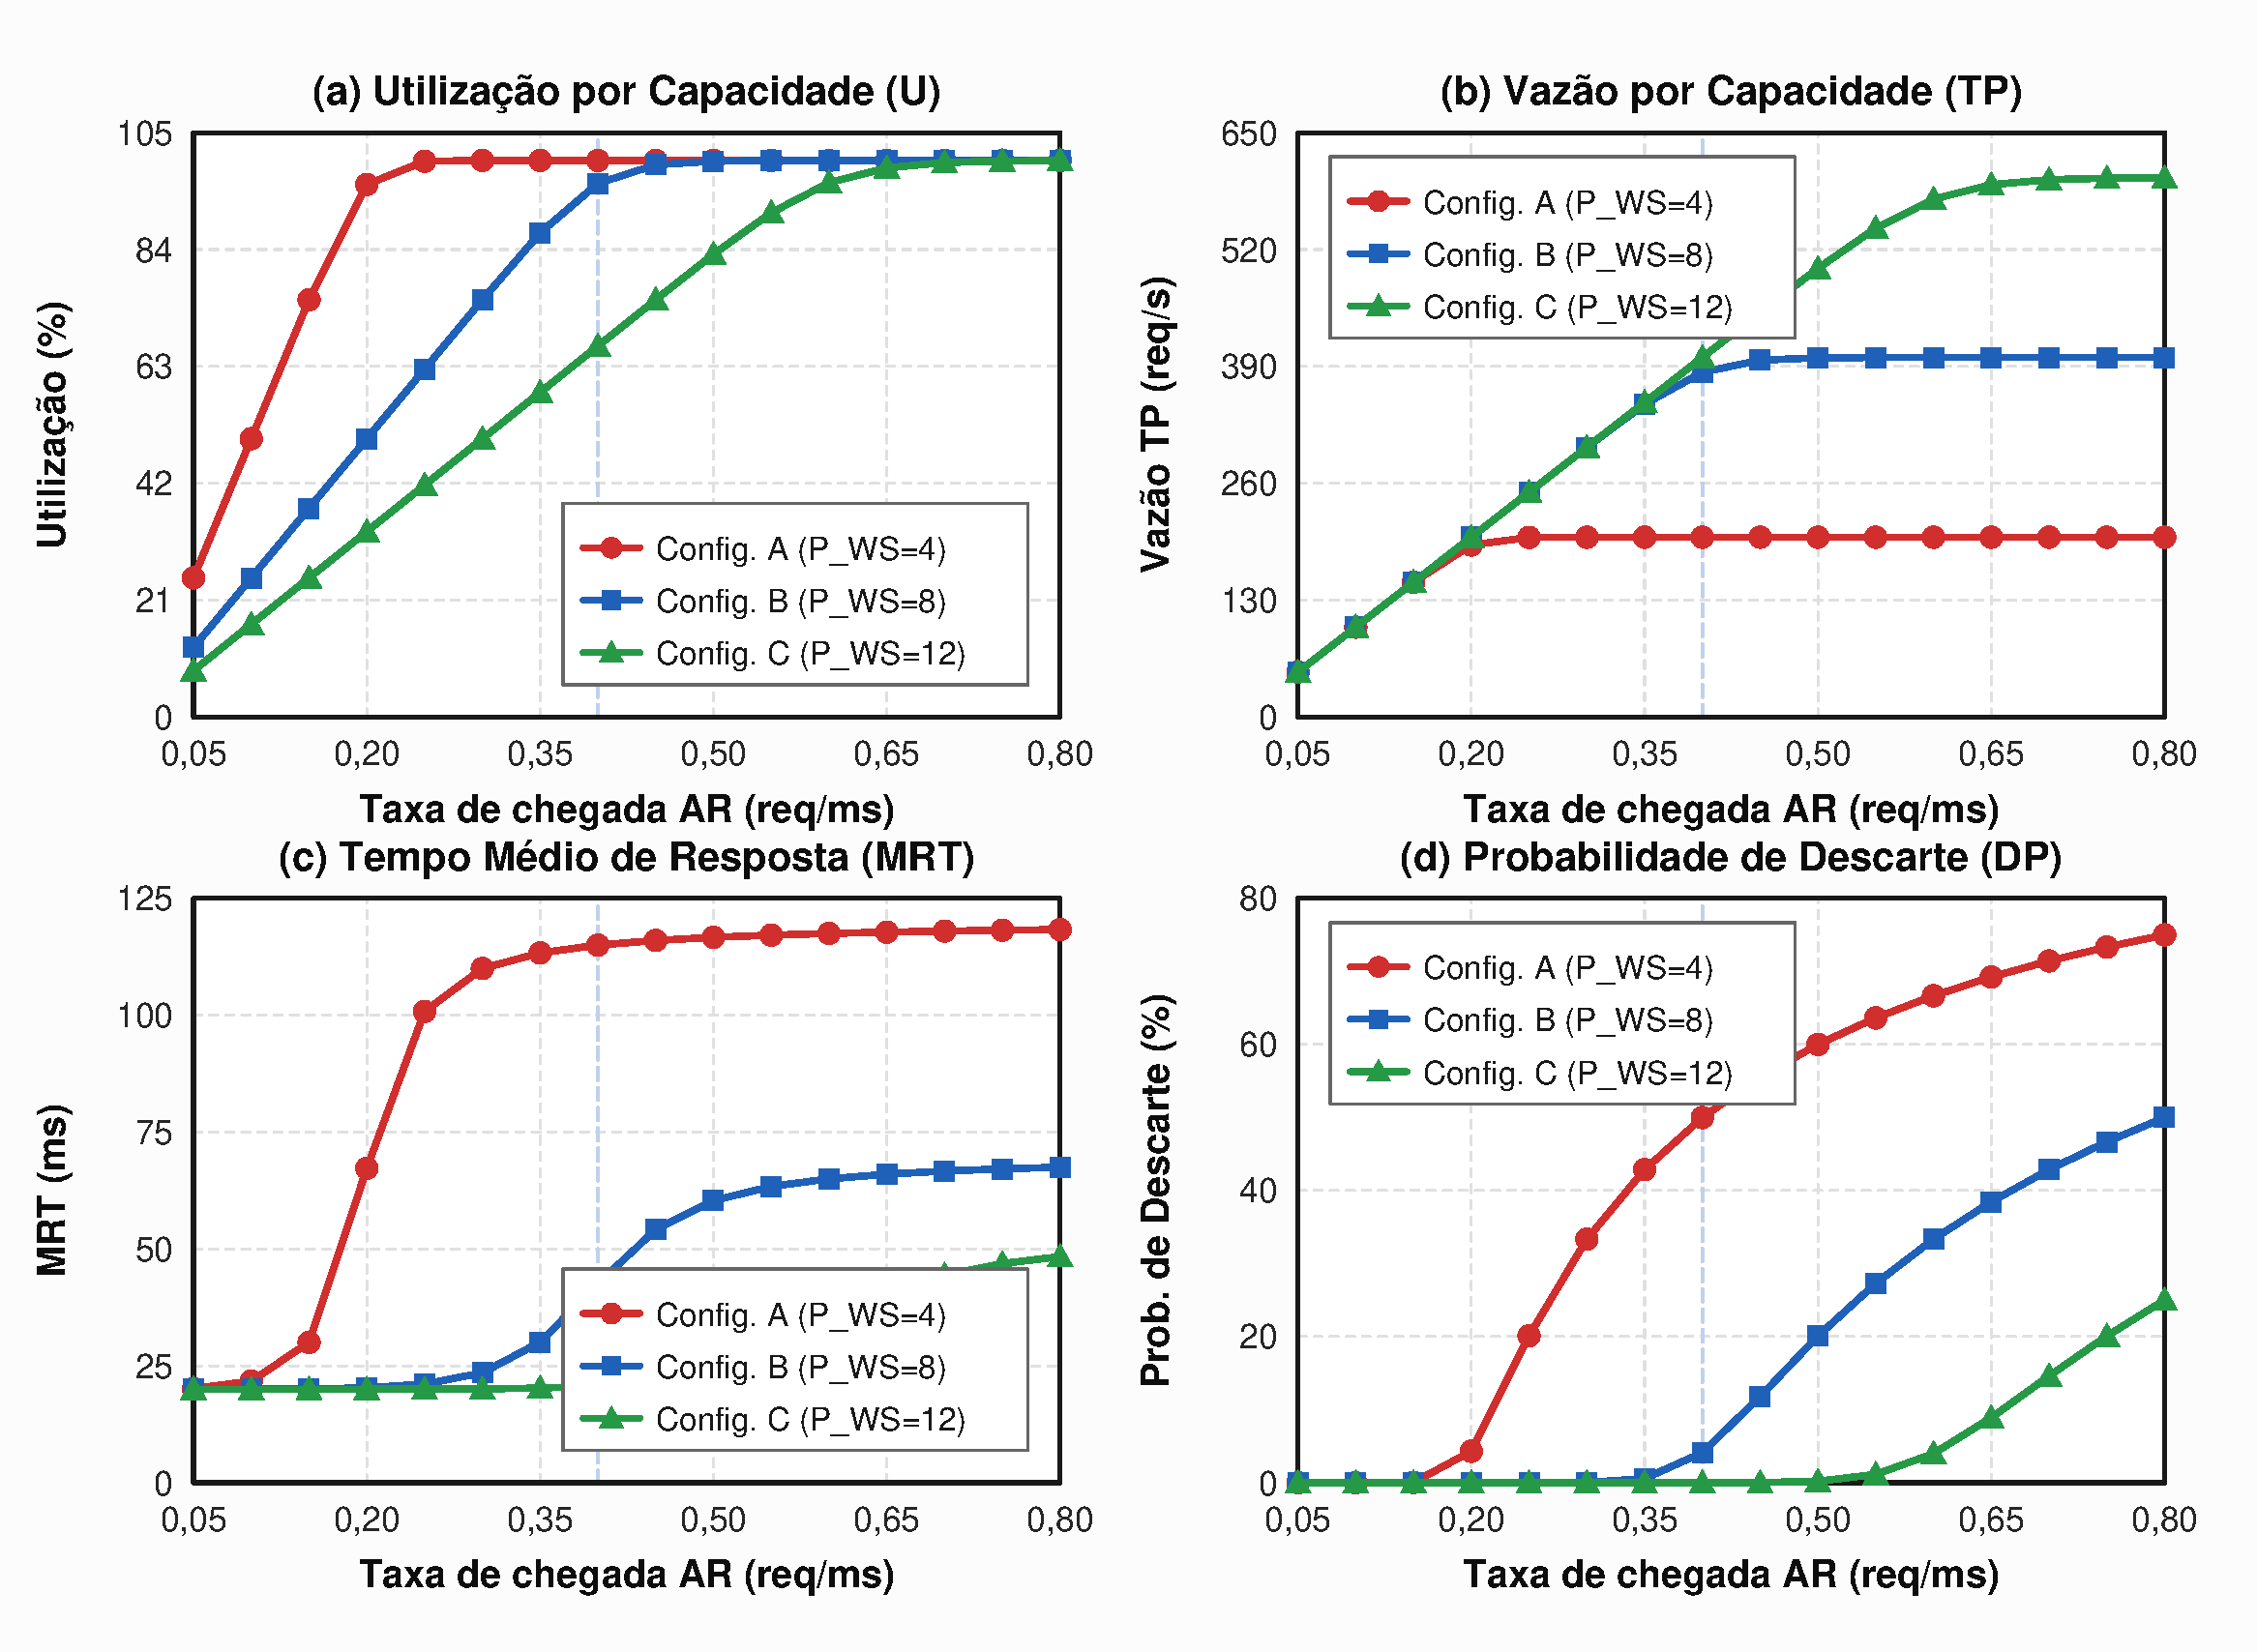 (a) Utilização por Capacidade (U)
105
84
63
42
21
0
Utilização (%)
Config. A (P_WS=4)
Config. B (P_WS=8)
Config. C (P_WS=12)
0,05 0,20 0,35 0,50 0,65 0,80
Taxa de chegada AR (req/ms)
(b) Vazão por Capacidade (TP)
650
520
390
260
130
0
Vazão TP (req/s)
Config. A (P_WS=4)
Config. B (P_WS=8)
Config. C (P_WS=12)
0,05 0,20 0,35 0,50 0,65 0,80
Taxa de chegada AR (req/ms)
(c) Tempo Médio de Resposta (MRT)
125
100
75
50
25
0
MRT (ms)
Config. A (P_WS=4)
Config. B (P_WS=8)
Config. C (P_WS=12)
0,05 0,20 0,35 0,50 0,65 0,80
Taxa de chegada AR (req/ms)
(d) Probabilidade de Descarte (DP)
80
60
40
20
0
Prob. de Descarte (%)
Config. A (P_WS=4)
Config. B (P_WS=8)
Config. C (P_WS=12)
0,05 0,20 0,35 0,50 0,65 0,80
Taxa de chegada AR (req/ms)